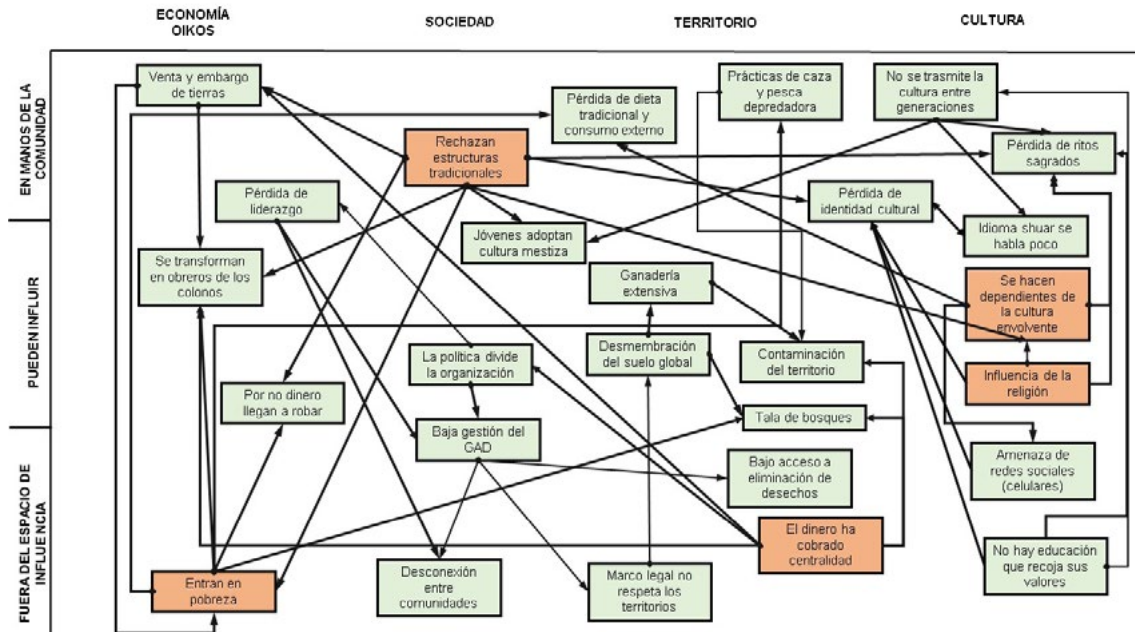 ECONOMÍA
OIKOS
SOCIEDAD
TERRITORIO
CULTURA
EN MANOS DE LA
COMUNIDAD
PUEDEN INFLUIR
FUERA DEL ESPACIO DE
INFLUENCIA
Venta y embargo
de tierras
Pérdida de dieta
tradicional y
consumo externo
Prácticas de caza
y pesca
depredadora
No se trasmite la
cultura entre
generaciones
Rechazan
estructuras
tradicionales
Pérdida de ritos
sagrados
Pérdida de
liderazgo
Pérdida de
identidad cultural
Jóvenes adoptan
cultura mestiza
Idioma shuar se
habla poco
Se transforman
en obreros de los
colonos
Ganadería
extensiva
Se hacen
dependientes de
la cultura
envolvente
Desmembración
del suelo global
Contaminación
del territorio
La política divide
la organización
Influencia de la
religión
Por no dinero
llegan a robar
Tala de bosques
Baja gestión del
GAD
Bajo acceso a
eliminación de
desechos
Amenaza de
redes sociales
(celulares)
El dinero ha
cobrado
centralidad
Entran en
pobreza
Desconexión
entre
comunidades
Marco legal no
respeta los
territorios
No hay educación
que recoja sus
valores